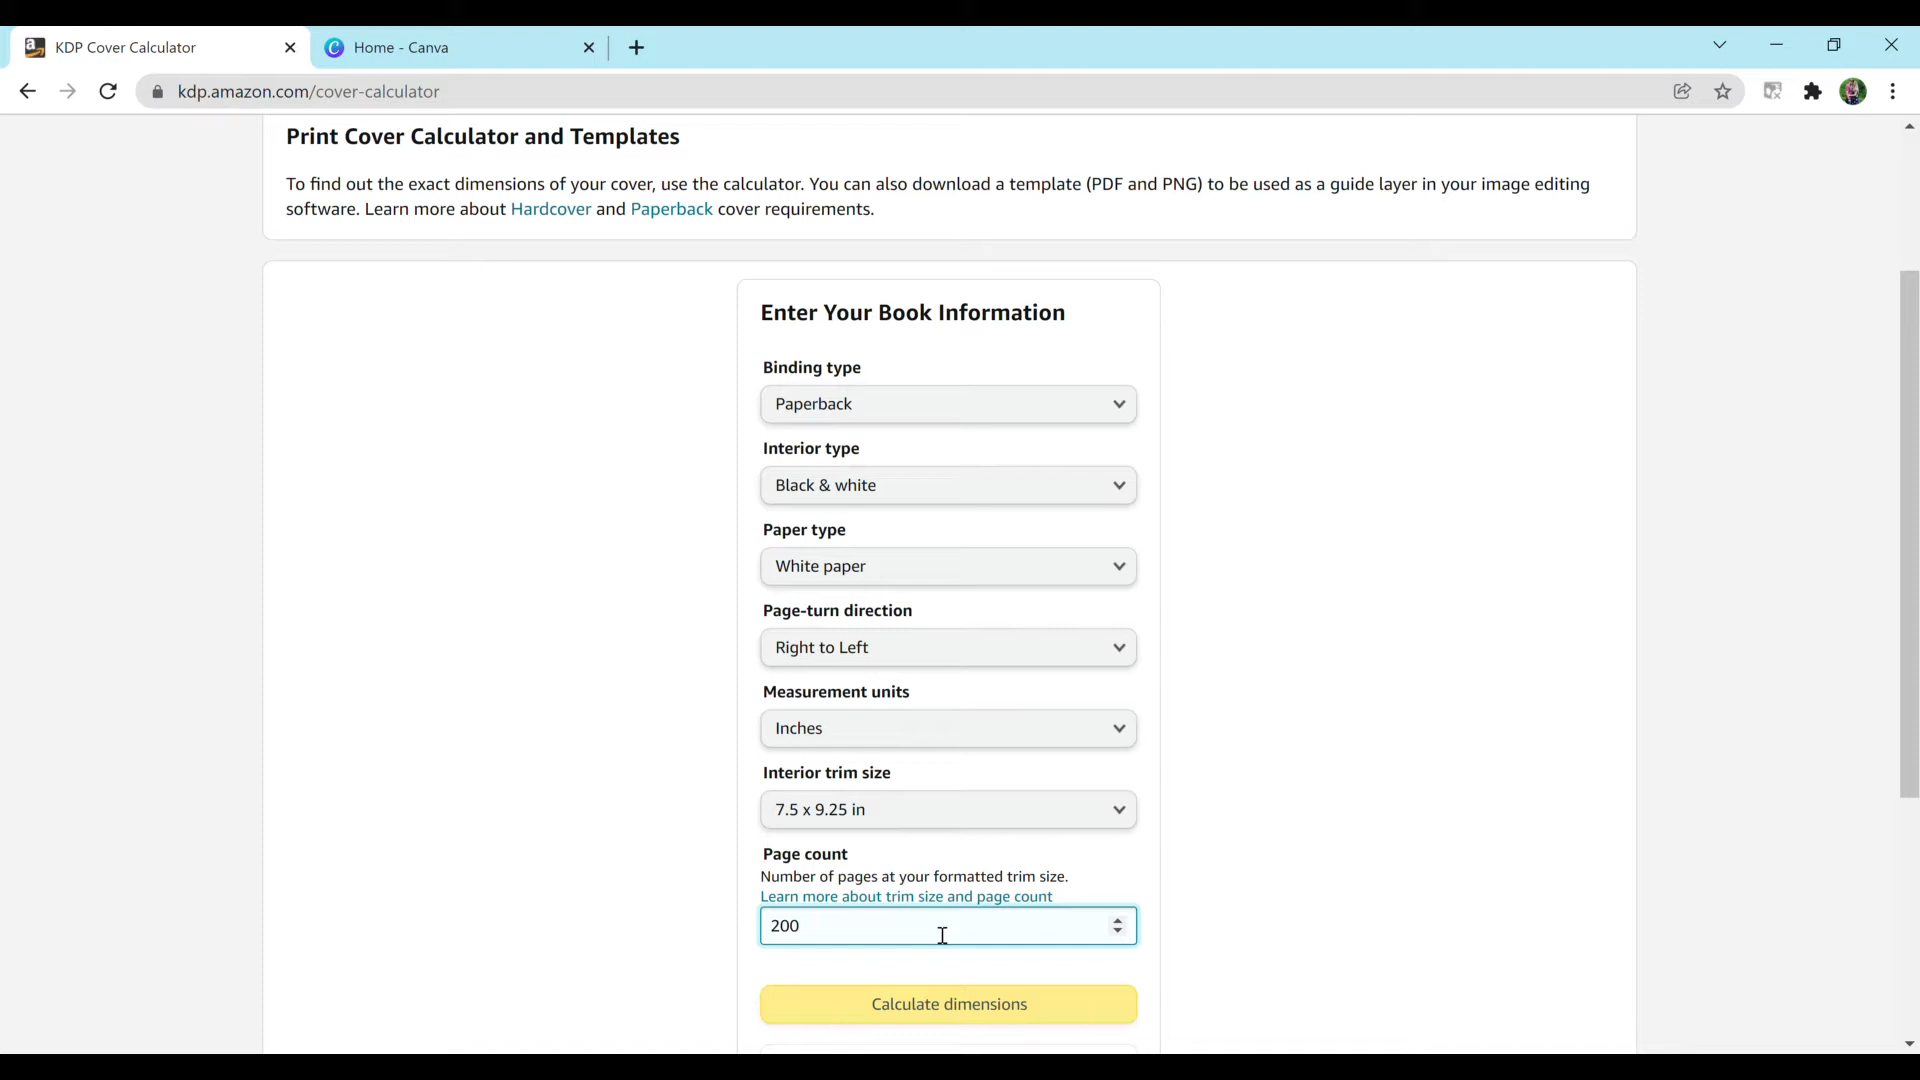 KDP Cover Calculator
Home - Canva
kdp.amazon.com/cover-calculator
Print Cover Calculator and Templates
To find out the exact dimensions of your cover, use the calculator. You can also download a template (PDF and PNG) to be used as a guide layer in your image editing
software. Learn more about Hardcover and Paperback cover requirements.
Enter Your Book Information
Binding type
Paperback
Interior type
Black & white
Paper type
White paper
Page-turn direction
Right to Left
Measurement units
Inches
Interior trim size
7.5 x 9.25 in
Page count
Number of pages at your formatted trim size.
Learn more about trim size and page count
200
Calculate dimensions